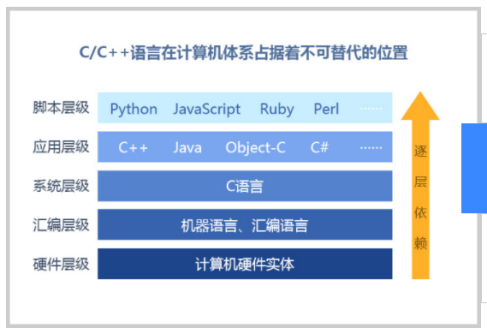 C/C++语言在计算机体系占据着不可替代的位置
脚本层级 Python JavaScript Ruby Perl ······
应用层级 C++ Java Object-C C# ······
系统层级 C语言
汇编层级 机器语言、汇编语言
硬件层级 计算机硬件实体
逐层依赖